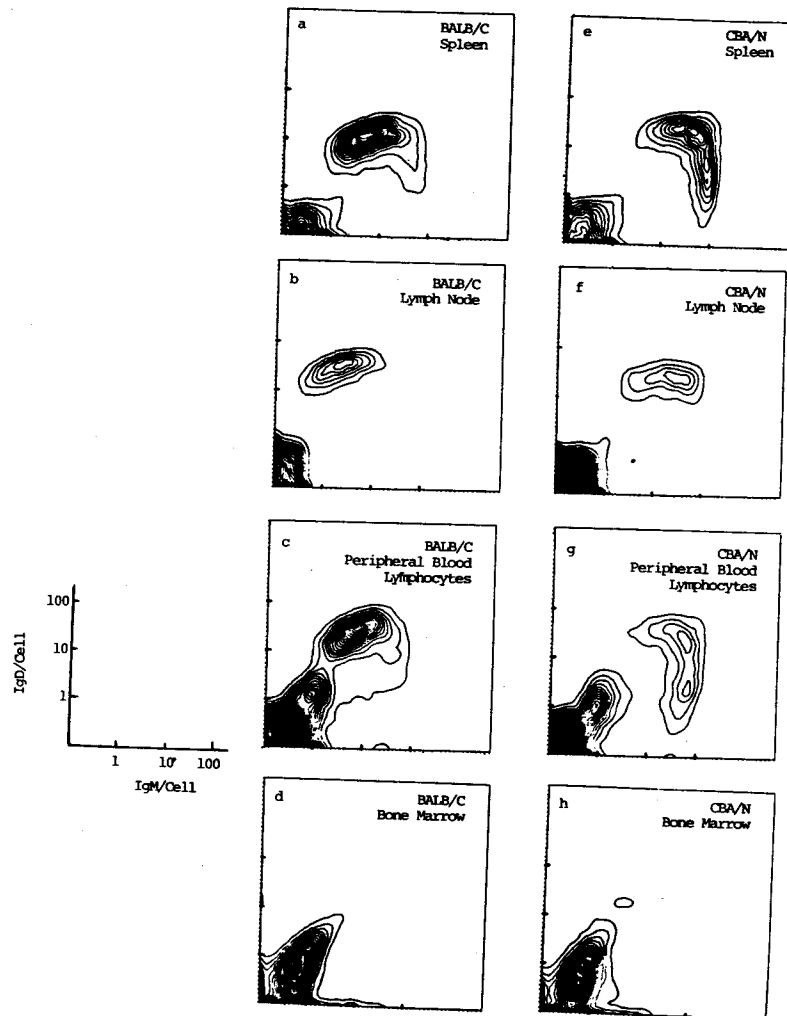 a
BALB/C
Spleen
e
CBA/N
Spleen
b
BALB/C
Lymph Node
f
CBA/N
Lymph Node
c
BALB/C
Peripheral Blood
Lymphocytes
g
CBA/N
Peripheral Blood
Lymphocytes
IgD/Cell
100
10
1
1
10
100
IgM/Cell
d
BALB/C
Bone Marrow
h
CBA/N
Bone Marrow